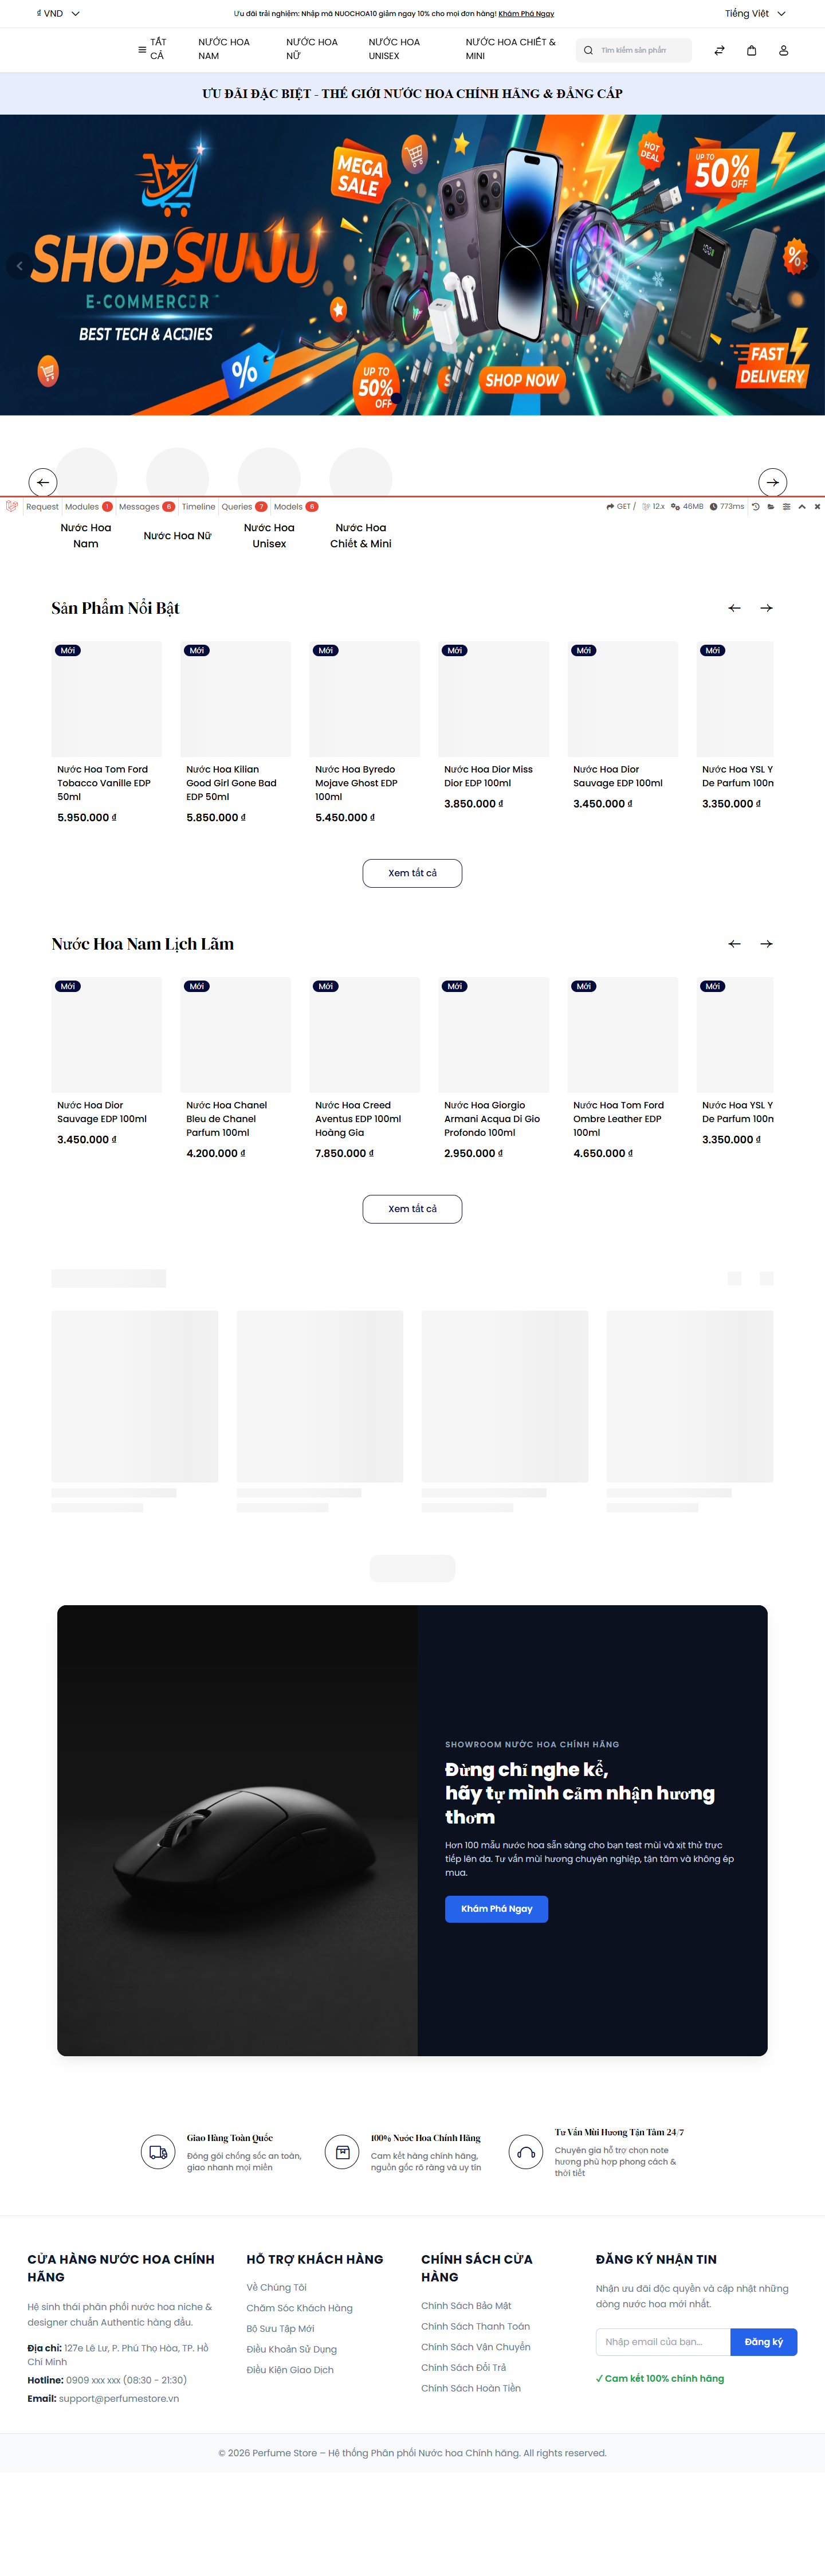 ₫ VND
Ưu đãi trải nghiệm: Nhập mã NUOCHOA10 giảm ngay 10% cho mọi đơn hàng! Khám Phá Ngay
Tiếng Việt
TẤT CẢ
NƯỚC HOA NAM
NƯỚC HOA NỮ
NƯỚC HOA UNISEX
NƯỚC HOA CHIẾT & MINI
Tìm kiếm sản phẩm
ƯU ĐÃI ĐẶC BIỆT - THẾ GIỚI NƯỚC HOA CHÍNH HÃNG & ĐẲNG CẤP
MEGA SALE
HOT DEAL
UP TO 50% OFF
SHOP
E-COMMERCOR
BEST TECH &
%
UP TO 50% OFF
SHOP NOW
%
FAST DELIVERY
Request
Modules !
Messages 6
Timeline
Queries 7
Models 6
GET /
12.x
46MB
773ms
Nước Hoa Nam
Nước Hoa Nữ
Nước Hoa Unisex
Nước Hoa Chiết & Mini
Sản Phẩm Nổi Bật
Mới
Nước Hoa Tom Ford
Tobacco Vanille EDP
50ml
5.950.000 ₫
Mới
Nước Hoa Kilian
Good Girl Gone Bad
EDP 50ml
5.850.000 ₫
Mới
Nước Hoa Byredo
Mojave Ghost EDP
100ml
5.450.000 ₫
Mới
Nước Hoa Dior Miss
Dior EDP 100ml
3.850.000 ₫
Mới
Nước Hoa Dior
Sauvage EDP 100ml
3.450.000 ₫
Mới
Nước Hoa YSL Y
De Parfum 100m
3.350.000 ₫
Xem tất cả
Nước Hoa Nam Lịch Lãm
Mới
Nước Hoa Dior
Sauvage EDP 100ml
3.450.000 ₫
Mới
Nước Hoa Chanel
Bleu de Chanel
Parfum 100ml
4.200.000 ₫
Mới
Nước Hoa Creed
Aventus EDP 100ml
Hoàng Gia
7.850.000 ₫
Mới
Nước Hoa Giorgio
Armani Acqua Di Gio
Profondo 100ml
2.950.000 ₫
Mới
Nước Hoa Tom Ford
Ombre Leather EDP
100ml
4.650.000 ₫
Mới
Nước Hoa YSL Y
De Parfum 100m
3.350.000 ₫
Xem tất cả
SHOWROOM NƯỚC HOA CHÍNH HÃNG
Đừng chỉ nghe kể,
hãy tự mình cảm nhận hương
thơm
Hơn 100 mẫu nước hoa sẵn sàng cho bạn test mùi và xịt thử trực
tiếp lên da. Tư vấn mùi hương chuyên nghiệp, tận tâm và không ép
mua.
Khám Phá Ngay
Giao Hàng Toàn Quốc
Đóng gói chống sốc an toàn,
giao nhanh mọi miền
100% Nước Hoa Chính Hãng
Cam kết hàng chính hãng,
nguồn gốc rõ ràng và uy tín
Tư Vấn Mùi Hương Tận Tâm 24/7
Chuyên gia hỗ trợ chọn note
hương phù hợp phong cách &
thời tiết
CỬA HÀNG NƯỚC HOA CHÍNH
HÃNG
Hệ sinh thái phân phối nước hoa niche &
designer chuẩn Authentic hàng đầu.
Địa chỉ: 127e Lê Lư, P. Phú Thọ Hòa, TP. Hồ
Chí Minh
Hotline: 0909 xxx xxx (08:30 - 21:30)
Email: support@perfumestore.vn
HỖ TRỢ KHÁCH HÀNG
Về Chúng Tôi
Chăm Sóc Khách Hàng
Bộ Sưu Tập Mới
Điều Khoản Sử Dụng
Điều Kiện Giao Dịch
CHÍNH SÁCH CỬA
HÀNG
Chính Sách Bảo Mật
Chính Sách Thanh Toán
Chính Sách Vận Chuyển
Chính Sách Đổi Trả
Chính Sách Hoàn Tiền
ĐĂNG KÝ NHẬN TIN
Nhận ưu đãi độc quyền và cập nhật những
dòng nước hoa mới nhất.
Nhập email của bạn...
Đăng ký
✓ Cam kết 100% chính hãng
© 2026 Perfume Store – Hệ thống Phân phối Nước hoa Chính hãng. All rights reserved.